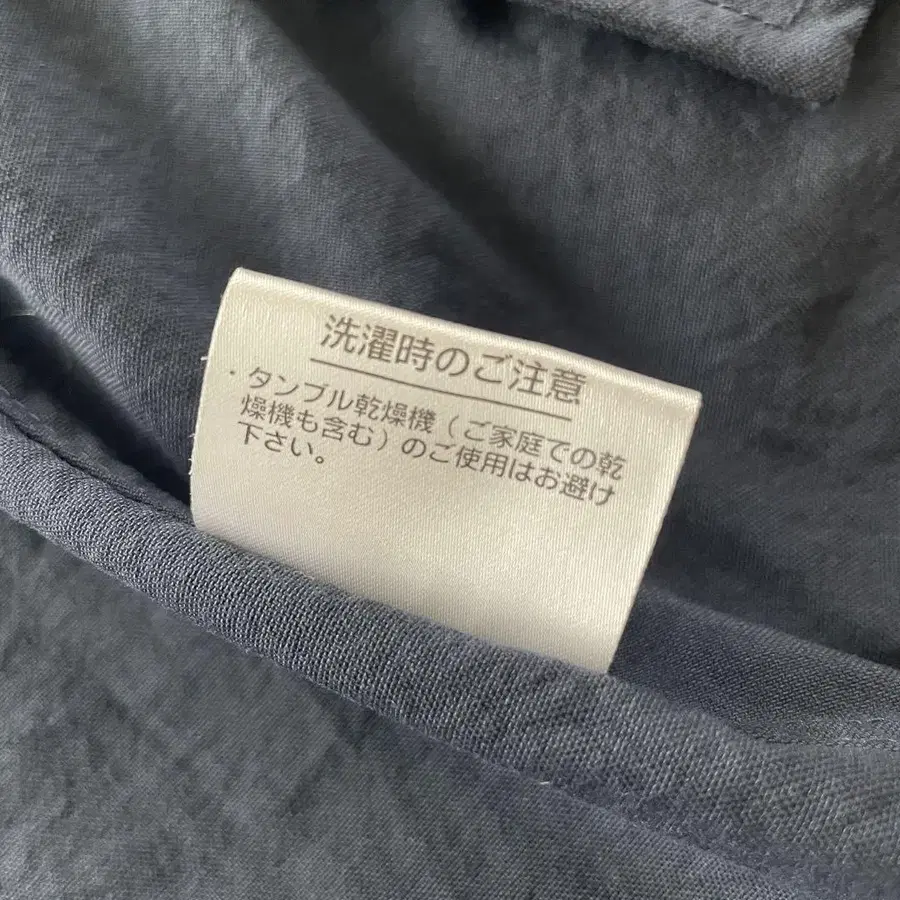 洗濯時のご注意
・タンブル乾燥機（ご家庭での乾
燥機も含む）のご使用はお避け
下さい。